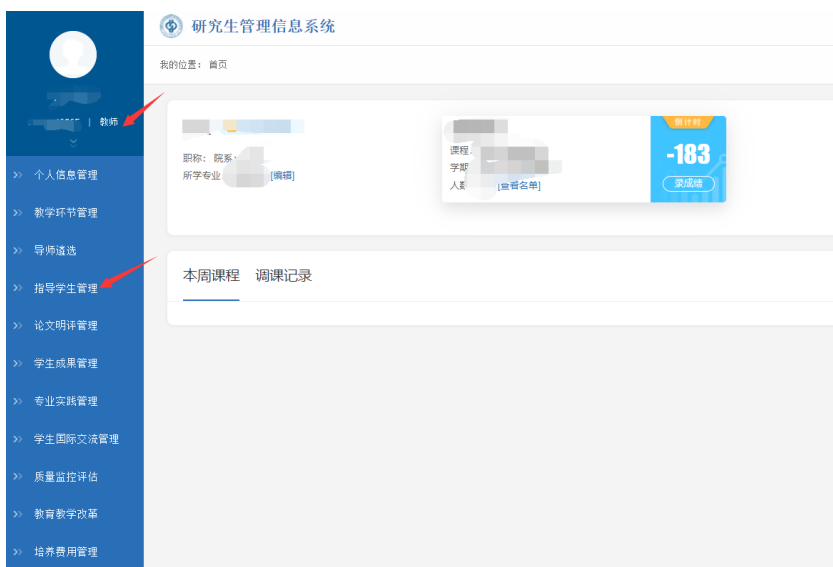 研究生管理信息系统
我的位置： 首页
| 教师
个人信息管理
教学环节管理
导师遴选
指导学生管理
论文明评管理
学生成果管理
专业实践管理
学生国际交流管理
质量监控评估
教育教学改革
培养费用管理
职称： 院系：
所学专业 [编辑]
课程
学期
人数 [查看名单]
倒计时
-183
录成绩
本周课程 调课记录